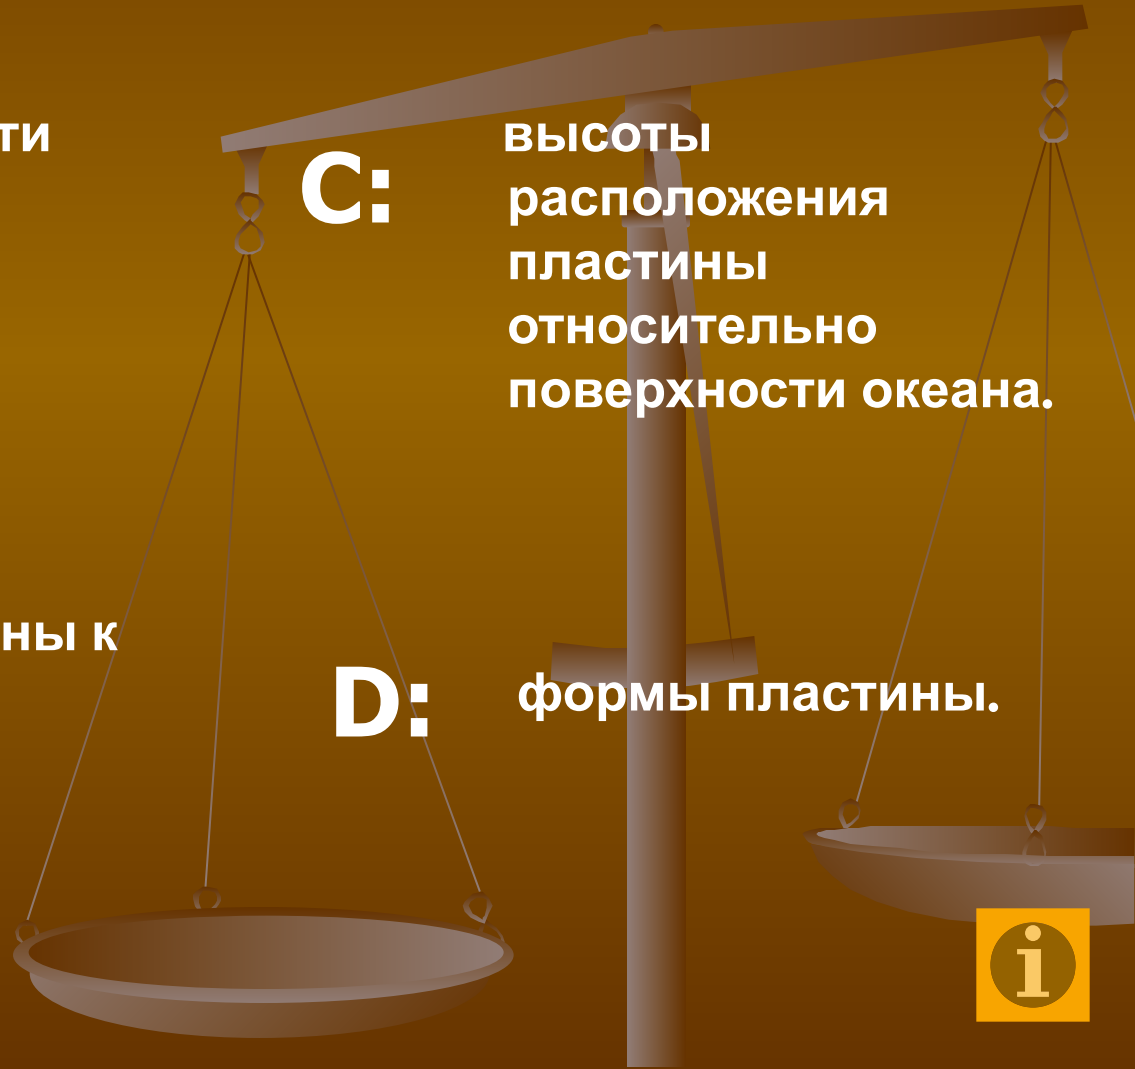 ти
C:
высоты
расположения
пластины
относительно
поверхности океана.
ны к
D:
формы пластины.
i